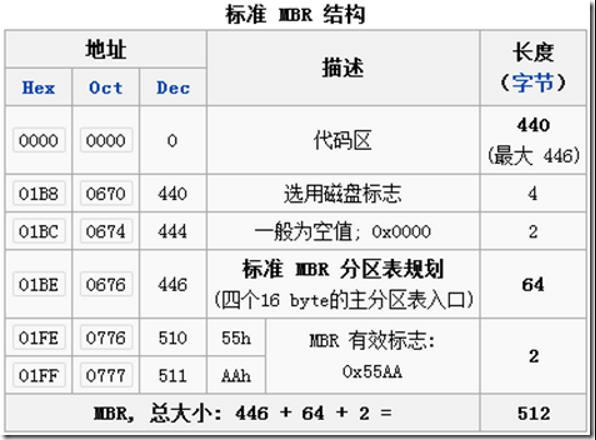 标准 MBR 结构
地址 描述 长度
(字节)
Hex Oct Dec
0000 0000 0 代码区 440
(最大 446)
01B8 0670 440 选用磁盘标志 4
01BC 0674 444 一般为空值; 0x0000 2
01BE 0676 446 标准 MBR 分区表规划
(四个16 byte的主分区表入口) 64
01FE 0776 510 55h MBR 有效标志:
0x55AA 2
01FF 0777 511 AAh
MBR, 总大小: 446 + 64 + 2 = 512